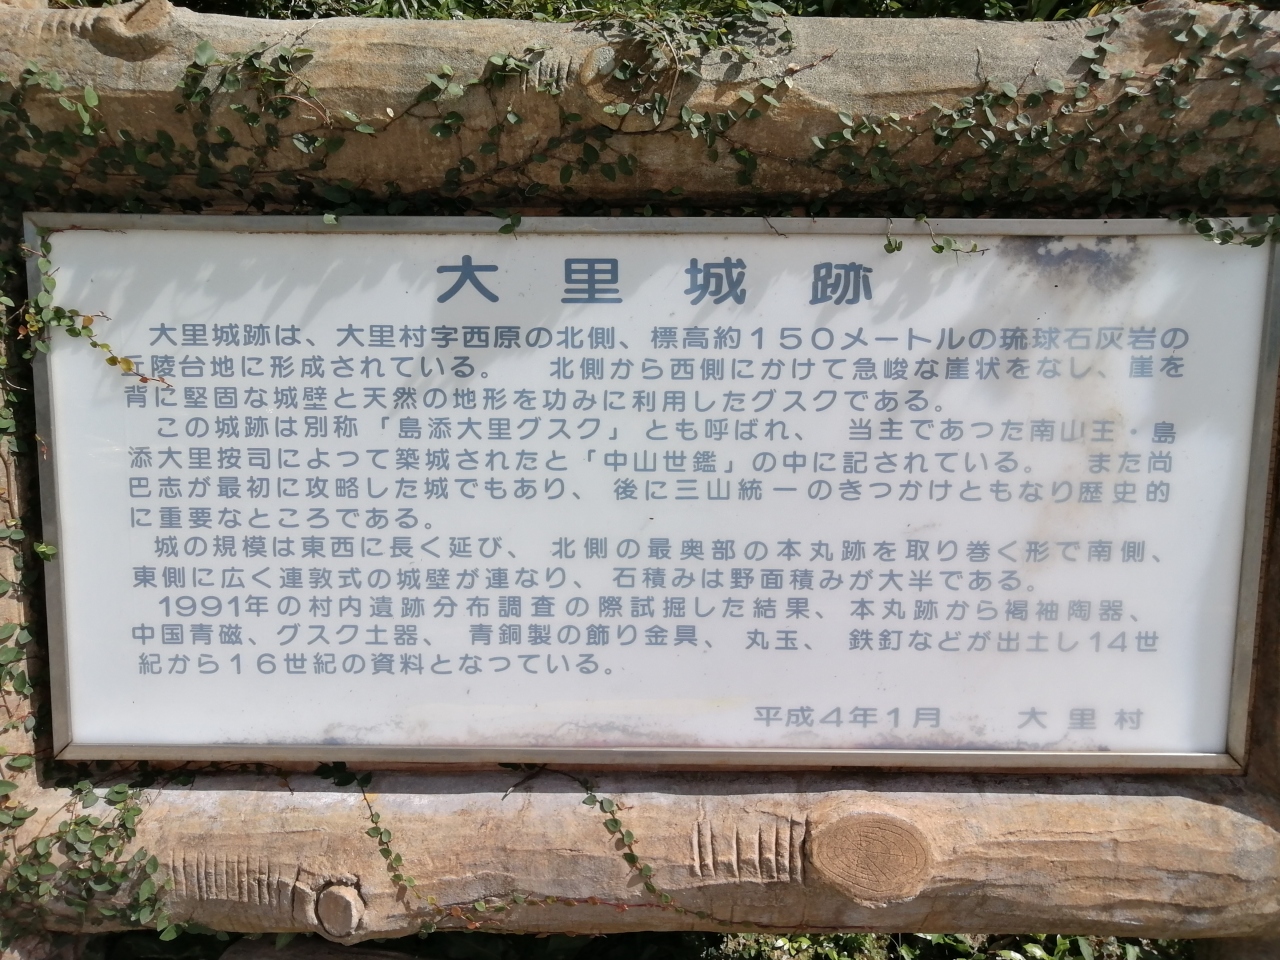 大里城跡
大里城跡は、大里村字西原の北側、標高約150メートルの琉球石灰岩の
丘陵台地に形成されている。　北側から西側にかけて急峻な崖状をなし、崖を
背に堅固な城壁と天然の地形を功みに利用したグスクである。
この城跡は別称「島添大里グスク」とも呼ばれ、当主であつた南山王・島
添大里按司によつて築城されたと「中山世鑑」の中に記されている。　また尚
巴志が最初に攻略した城でもあり、後に三山統一のきつかけともなり歴史的
に重要なところである。
城の規模は東西に長く延び、北側の最奥部の本丸跡を取り巻く形で南側、
東側に広く連敦式の城壁が連なり、石積みは野面積みが大半である。
1991年の村内遺跡分布調査の際試掘した結果、本丸跡から褐袖陶器、
中国青磁、グスク土器、青銅製の飾り金具、丸玉、鉄釘などが出土し14世
紀から16世紀の資料となつている。
平成4年1月　大里村